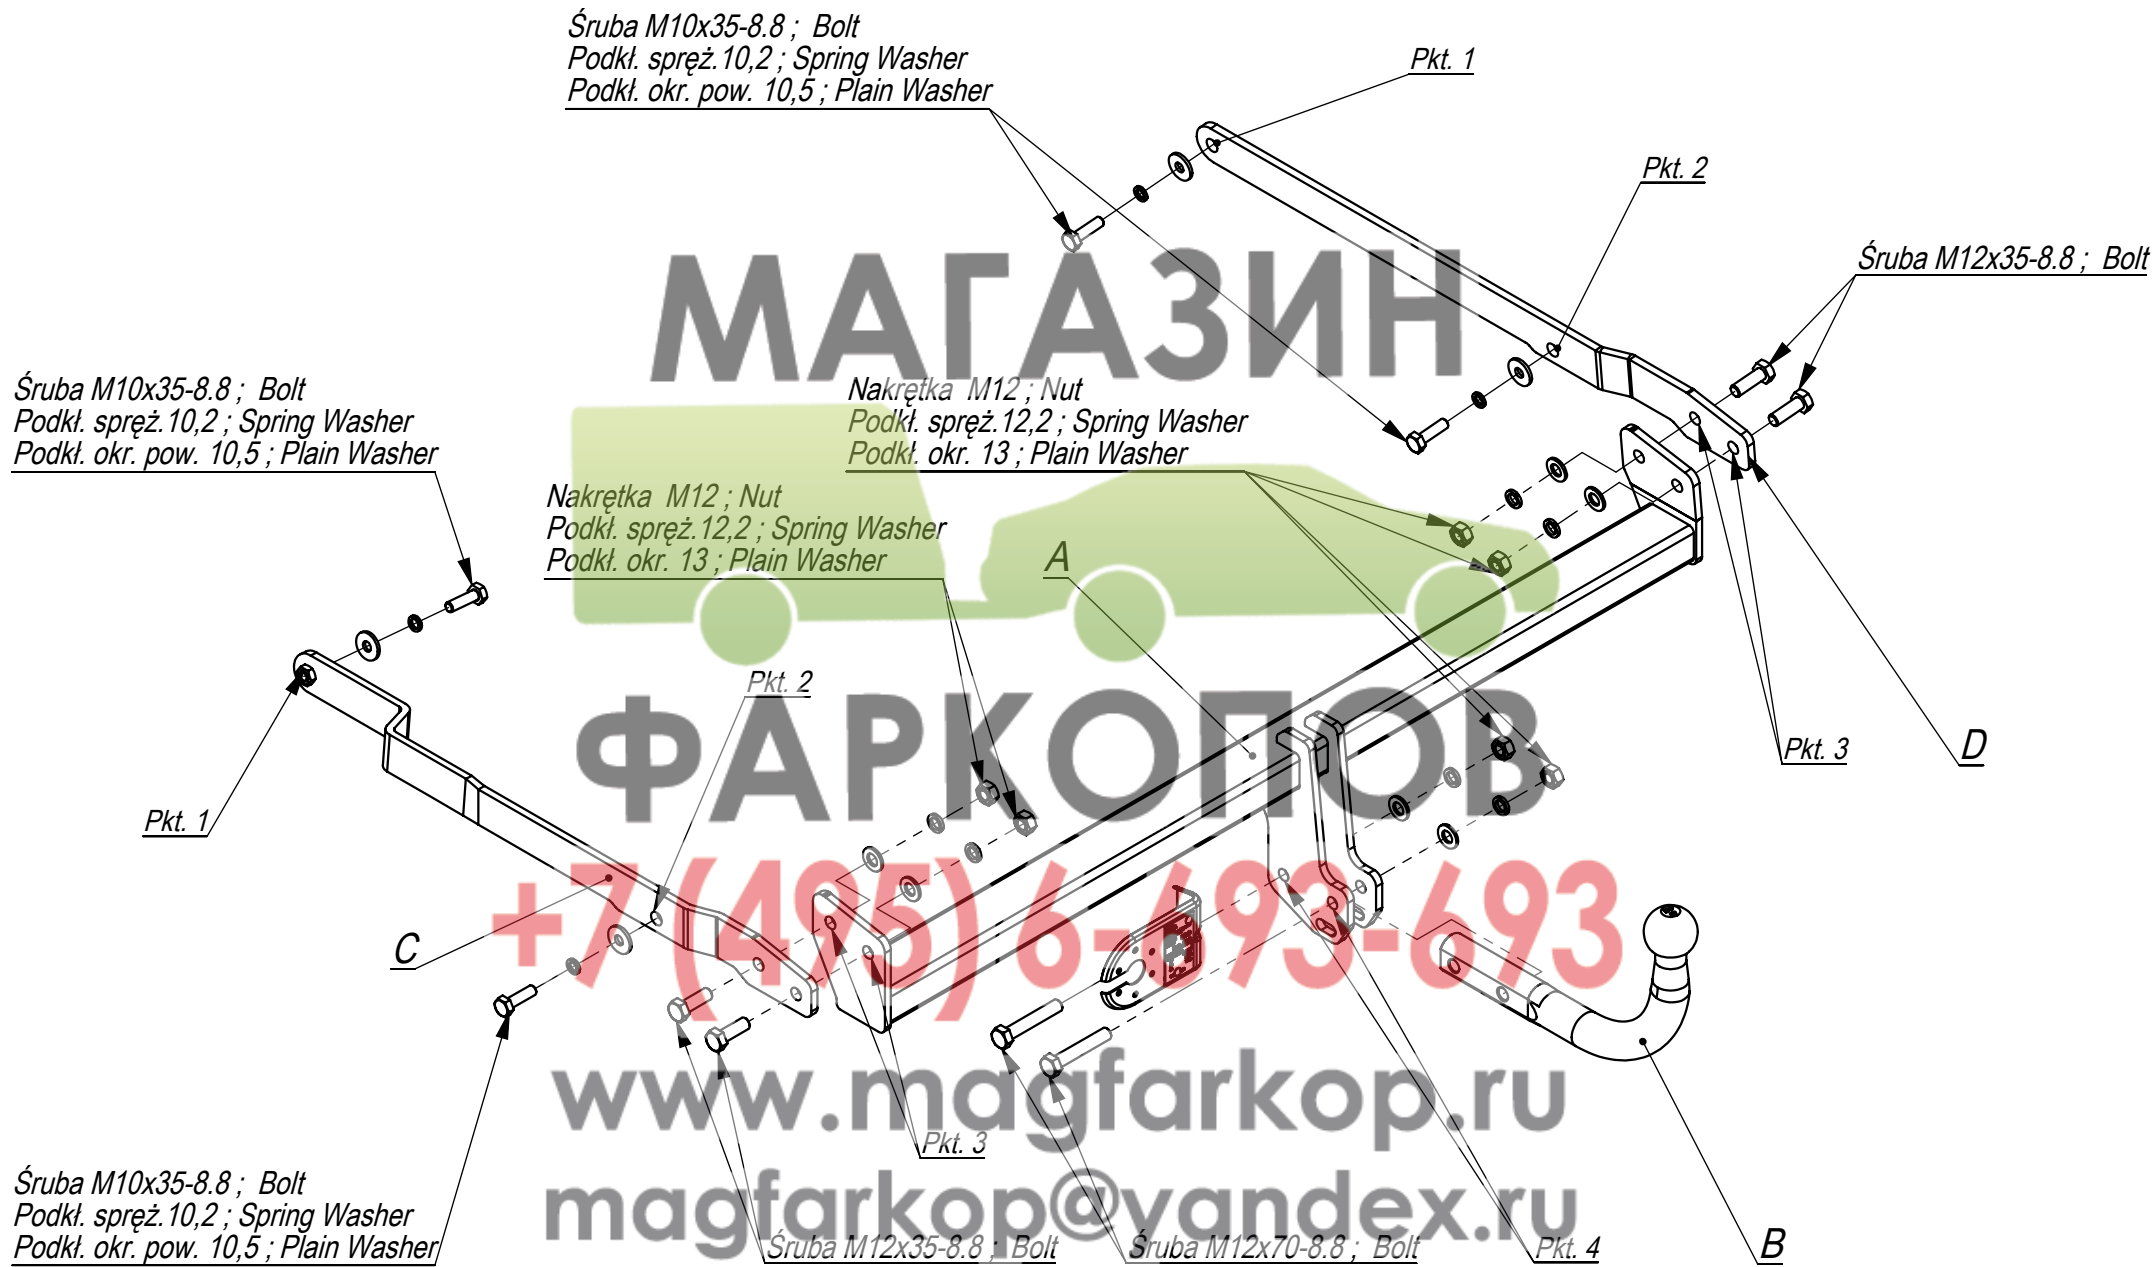 Śruba M10x35-8.8 ; Bolt
Podkł. spręż.10,2 ; Spring Washer
Podkł. okr. pow. 10,5 ; Plain Washer
Pkt. 1
Pkt. 2
Śruba M12x35-8.8 ; Bolt
МАГАЗИН
Śruba M10x35-8.8 ; Bolt
Podkł. spręż.10,2 ; Spring Washer
Podkł. okr. pow. 10,5 ; Plain Washer
Nakrętka M12 ; Nut
Podkł. spręż.12,2 ; Spring Washer
Podkł. okr. 13 ; Plain Washer
Nakrętka M12 ; Nut
Podkł. spręż.12,2 ; Spring Washer
Podkł. okr. 13 ; Plain Washer
A
Pkt. 2
ФАРКОПОВ
Pkt. 3
D
Pkt. 1
+7 (495) 6-693-693
C
www.magfarkop.ru
Pkt. 3
magfarkop@yandex.ru
Śruba M10x35-8.8 ; Bolt
Podkł. spręż.10,2 ; Spring Washer
Podkł. okr. pow. 10,5 ; Plain Washer
Śruba M12x35-8.8 ; Bolt
Śruba M12x70-8.8 ; Bolt
Pkt. 4
B